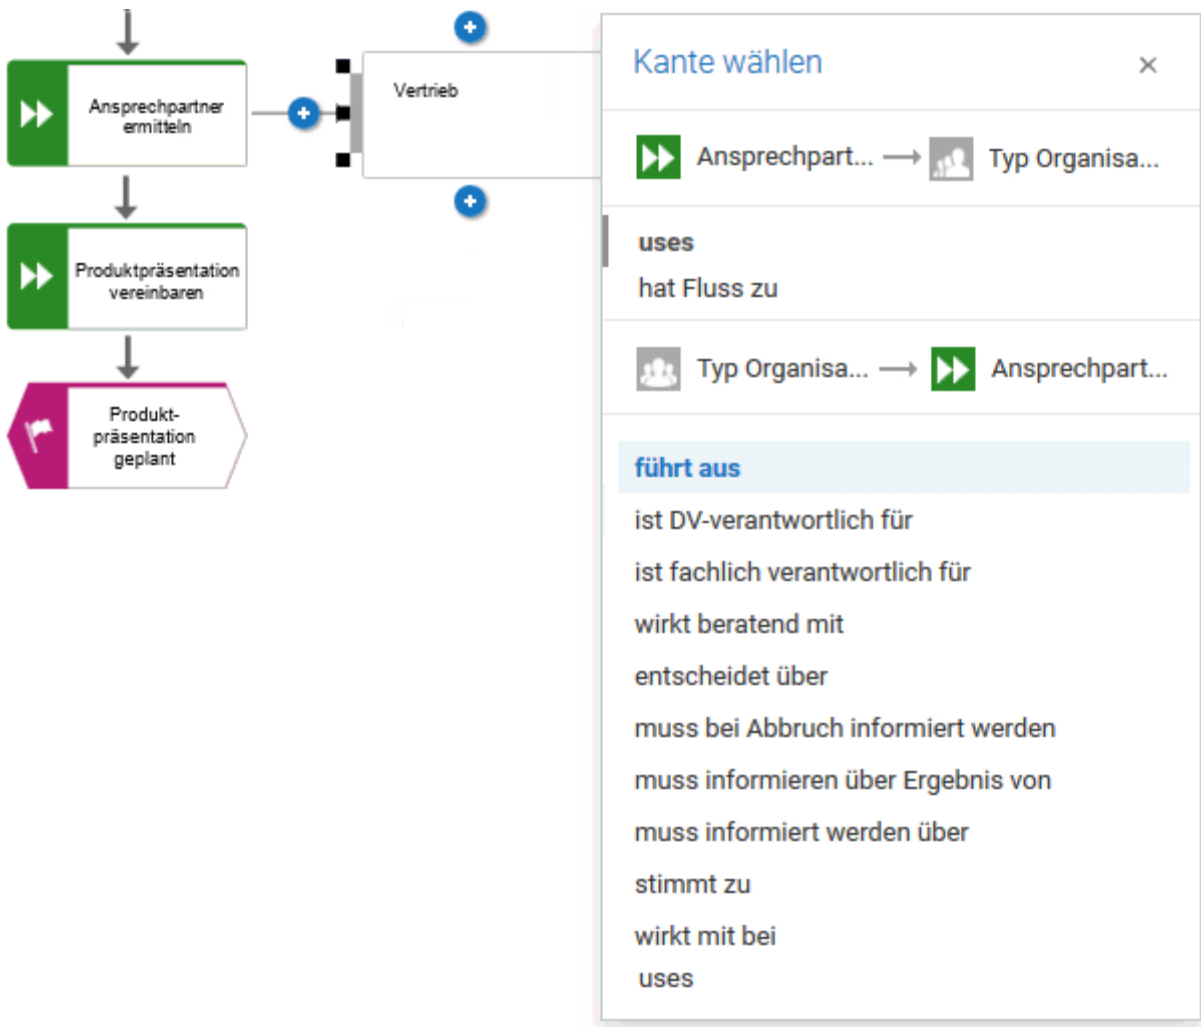 Ansprechpartner
ermitteln
Vertrieb
Produktpräsentation
vereinbaren
Produkt-
präsentation
geplant
Kante wählen
Ansprechpart...
Typ Organisa...
uses
hat Fluss zu
Typ Organisa...
Ansprechpart...
führt aus
ist DV-verantwortlich für
ist fachlich verantwortlich für
wirkt beratend mit
entscheidet über
muss bei Abbruch informiert werden
muss informieren über Ergebnis von
muss informiert werden über
stimmt zu
wirkt mit bei
uses